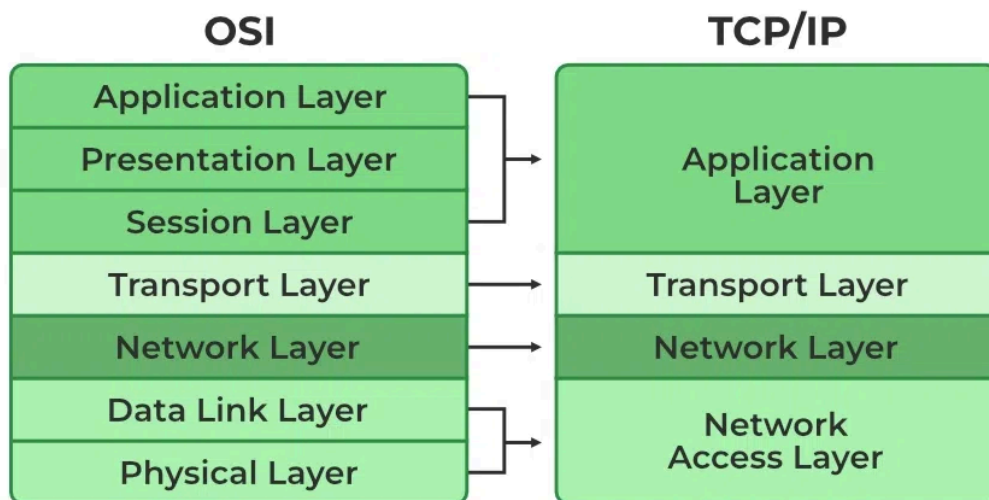 OSI
Application Layer
Presentation Layer
Session Layer
Transport Layer
Network Layer
Data Link Layer
Physical Layer
TCP/IP
Application
Layer
Transport Layer
Network Layer
Network
Access Layer